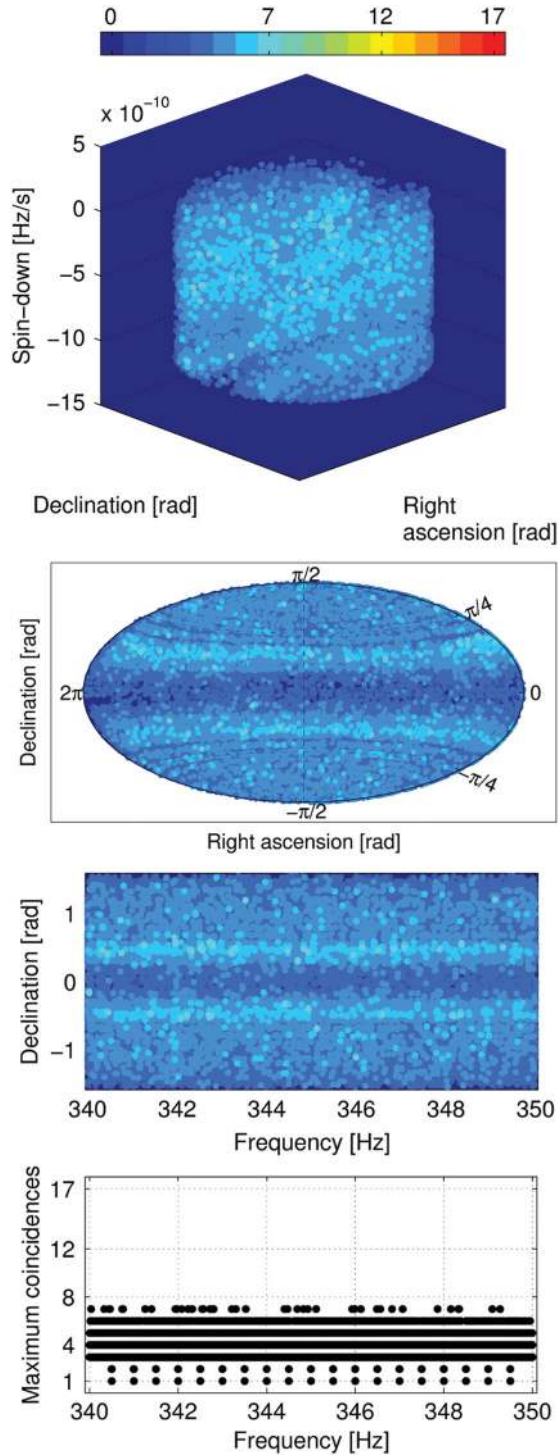 0 7 12 17
x 10⁻¹⁰
5
0
−5
−10
−15
Spin−down [Hz/s]
Declination [rad]
Right
ascension [rad]
π/2
π/4
2π
0
−π/4
−π/2
Declination [rad]
Right ascension [rad]
1
0
−1
Declination [rad]
340 342 344 346 348 350
Frequency [Hz]
17
12
8
4
1
Maximum coincidences
340 342 344 346 348 350
Frequency [Hz]